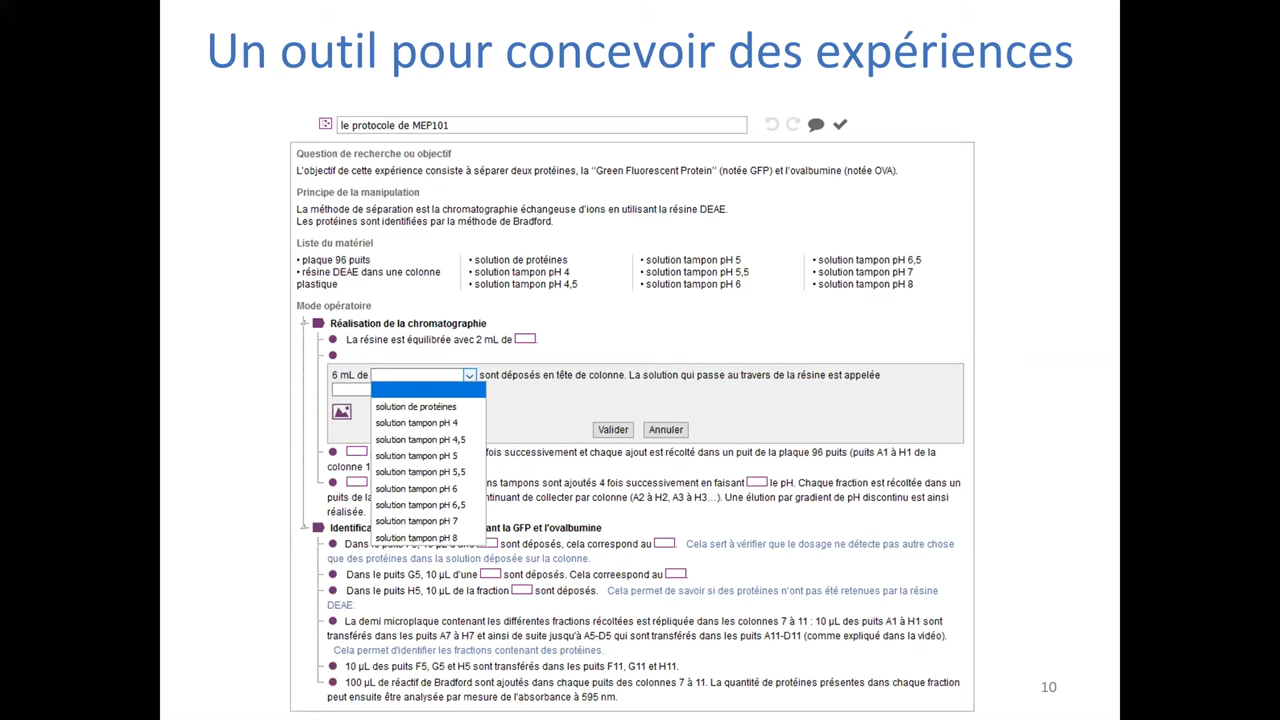 Un outil pour concevoir des expériences
le protocole de MEP101
Question de recherche ou objectif
L'objectif de cette expérience consiste à séparer deux protéines, la "Green Fluorescent Protein" (notée GFP) et l'ovalbumine (notée OVA).
Principe de la manipulation
La méthode de séparation est la chromatographie échangeuse d'ions en utilisant la résine DEAE.
Les protéines sont identifiées par la méthode de Bradford.
Liste du matériel
• plaque 96 puits
• résine DEAE dans une colonne
plastique
• solution de protéines
• solution tampon pH 4
• solution tampon pH 4,5
• solution tampon pH 5
• solution tampon pH 5,5
• solution tampon pH 6
• solution tampon pH 6,5
• solution tampon pH 7
• solution tampon pH 8
Mode opératoire
Réalisation de la chromatographie
La résine est équilibrée avec 2 mL de .
6 mL de sont déposés en tête de colonne. La solution qui passe au travers de la résine est appelée
solution de protéines
solution tampon pH 4
solution tampon pH 4,5
solution tampon pH 5
solution tampon pH 5,5
solution tampon pH 6
solution tampon pH 6,5
solution tampon pH 7
solution tampon pH 8
Valider Annuler
fois successivement et chaque ajout est récolté dans un puit de la plaque 96 puits (puits A1 à H1 de la
colonne 1
ns tampons sont ajoutés 4 fois successivement en faisant le pH. Chaque fraction est récoltée dans un
puits de la ontinuant de collecter par colonne (A2 à H2, A3 à H3...). Une élution par gradient de pH discontinu est ainsi
réalisée.
Identifica ant la GFP et l'ovalbumine
Dans sont déposés, cela correspond au . Cela sert à vérifier que le dosage ne détecte pas autre chose
que des protéines dans la solution déposée sur la colonne.
Dans le puits G5, 10 µL d'une sont déposés. Cela correespond au .
Dans le puits H5, 10 µL de la fraction sont déposés. Cela permet de savoir si des protéines n'ont pas été retenues par la résine
DEAE.
La demi microplaque contenant les différentes fractions récoltées est répliquée dans les colonnes 7 à 11 : 10 µL des puits A1 à H1 sont
transférés dans les puits A7 à H7 et ainsi de suite jusqu'à A5-D5 qui sont transférés dans les puits A11-D11 (comme expliqué dans la vidéo).
Cela permet d'identifier les fractions contenant des protéines.
10 µL des puits F5, G5 et H5 sont transférés dans les puits F11, G11 et H11.
100 µL de réactif de Bradford sont ajoutés dans chaque puits des colonnes 7 à 11. La quantité de protéines présentes dans chaque fraction
peut ensuite être analysée par mesure de l'absorbance à 595 nm.
10